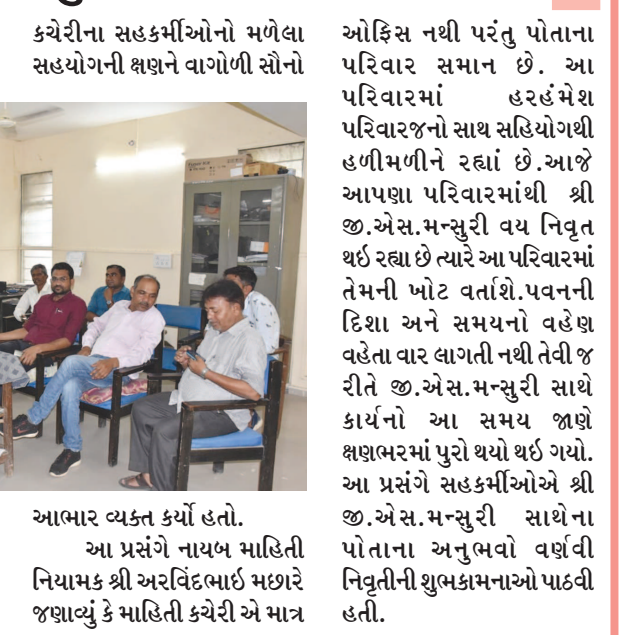 કચેરીના સહકર્મીઓનો મળેલા
સહયોગની ક્ષણને વાગોળી સૌનો
આભાર વ્યક્ત કર્યો હતો.
આ પ્રસંગે નાયબ માહિતી
નિયામક શ્રી અરવિંદભાઇ મછારે
જણાવ્યું કે માહિતી કચેરી એ માત્ર
ઓફિસ નથી પરંતુ પોતાના
પરિવાર સમાન છે. આ
પરિવારમાં હરહંમેશ
પરિવારજનો સાથ સહિયોગથી
હળીમળીને રહ્યાં છે.આજે
આપણા પરિવારમાંથી શ્રી
જી.એસ.મન્સુરી વય નિવૃત
થઇ રહ્યા છે ત્યારે આ પરિવારમાં
તેમની ખોટ વર્તાશે.પવનની
દિશા અને સમયનો વહેણ
વહેતા વાર લાગતી નથી તેવી જ
રીતે જી.એસ.મન્સુરી સાથે
કાર્યનો આ સમય જાણે
ક્ષણભરમાં પુરો થયો થઇ ગયો.
આ પ્રસંગે સહકર્મીઓએ શ્રી
જી.એસ.મન્સુરી સાથેના
પોતાના અનુભવો વર્ણવી
નિવૃતીની શુભકામનાઓ પાઠવી
હતી.